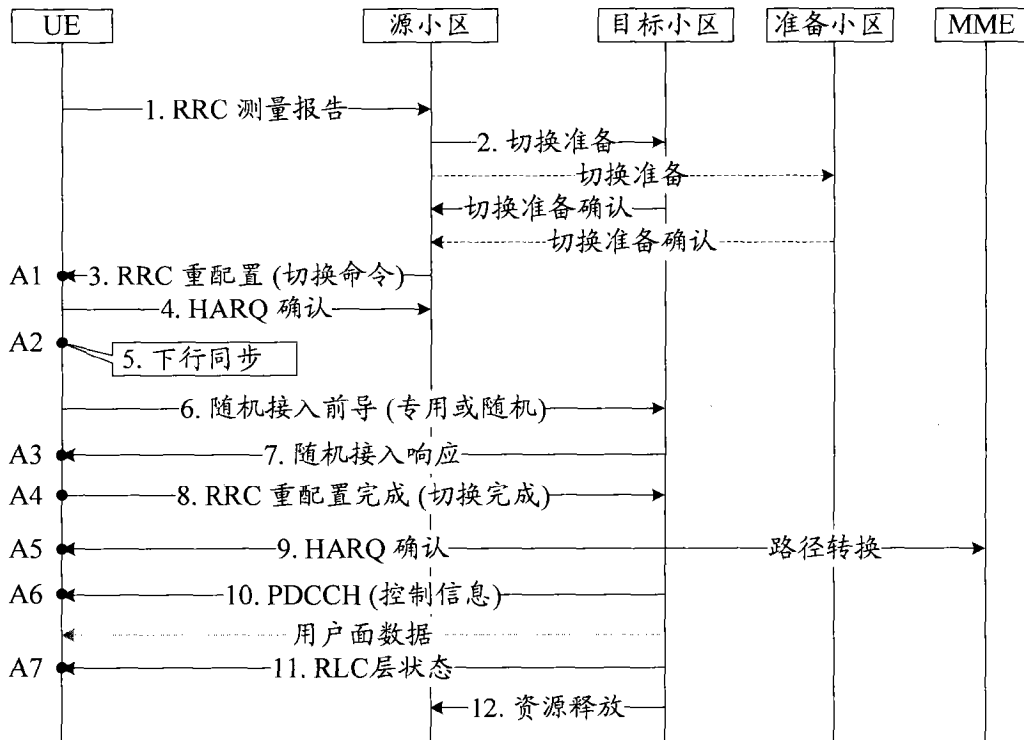 UE 源小区 目标小区 准备小区 MME
1. RRC 测量报告
2. 切换准备
切换准备
切换准备确认
切换准备确认
A1 3. RRC 重配置 (切换命令)
4. HARQ 确认
A2
5. 下行同步
6. 随机接入前导 (专用或随机)
A3 7. 随机接入响应
A4 8. RRC 重配置完成 (切换完成)
A5 9. HARQ 确认 路径转换
A6 10. PDCCH (控制信息)
用户面数据
A7 11. RLC层状态
12. 资源释放